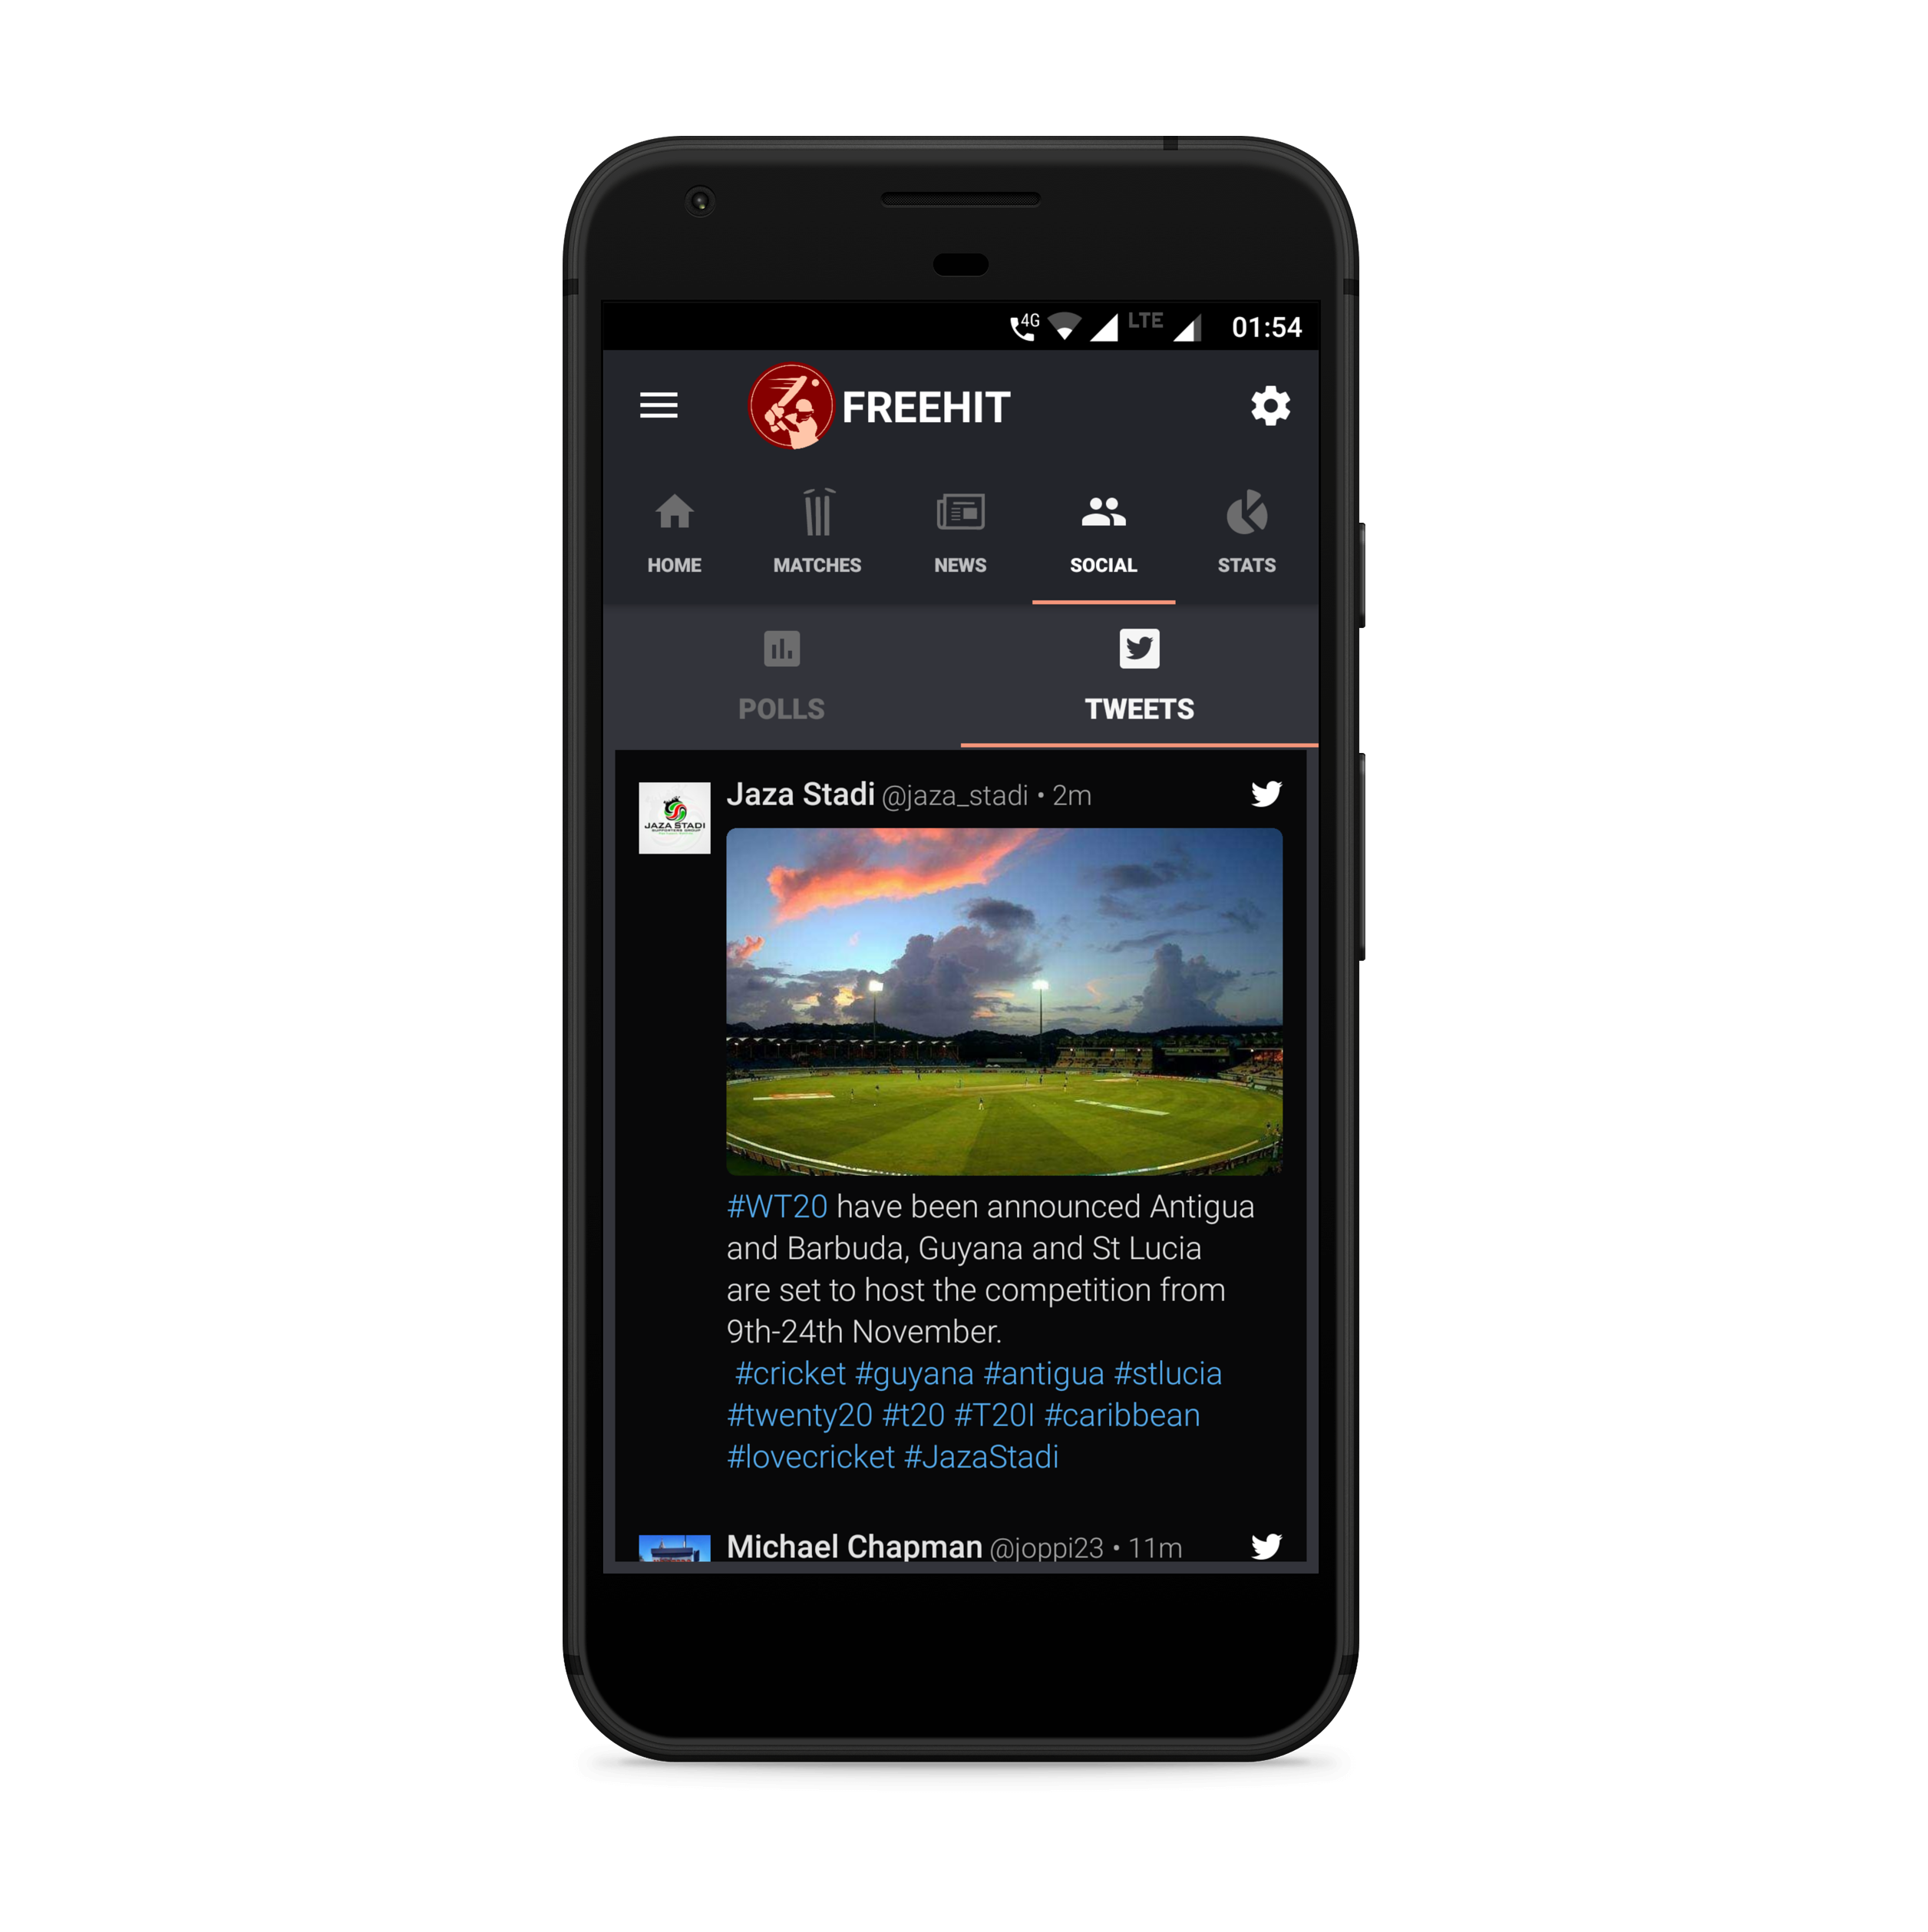 4G LTE 01:54
FREEHIT
HOME MATCHES NEWS SOCIAL STATS
POLLS TWEETS
Jaza Stadi @jaza_stadi • 2m
JAZA STADI
SUPPORTERS GROUP
#WT20 have been announced Antigua
and Barbuda, Guyana and St Lucia
are set to host the competition from
9th-24th November.
#cricket #guyana #antigua #stlucia
#twenty20 #t20 #T20I #caribbean
#lovecricket #JazaStadi
Michael Chapman @joppi23 • 11m